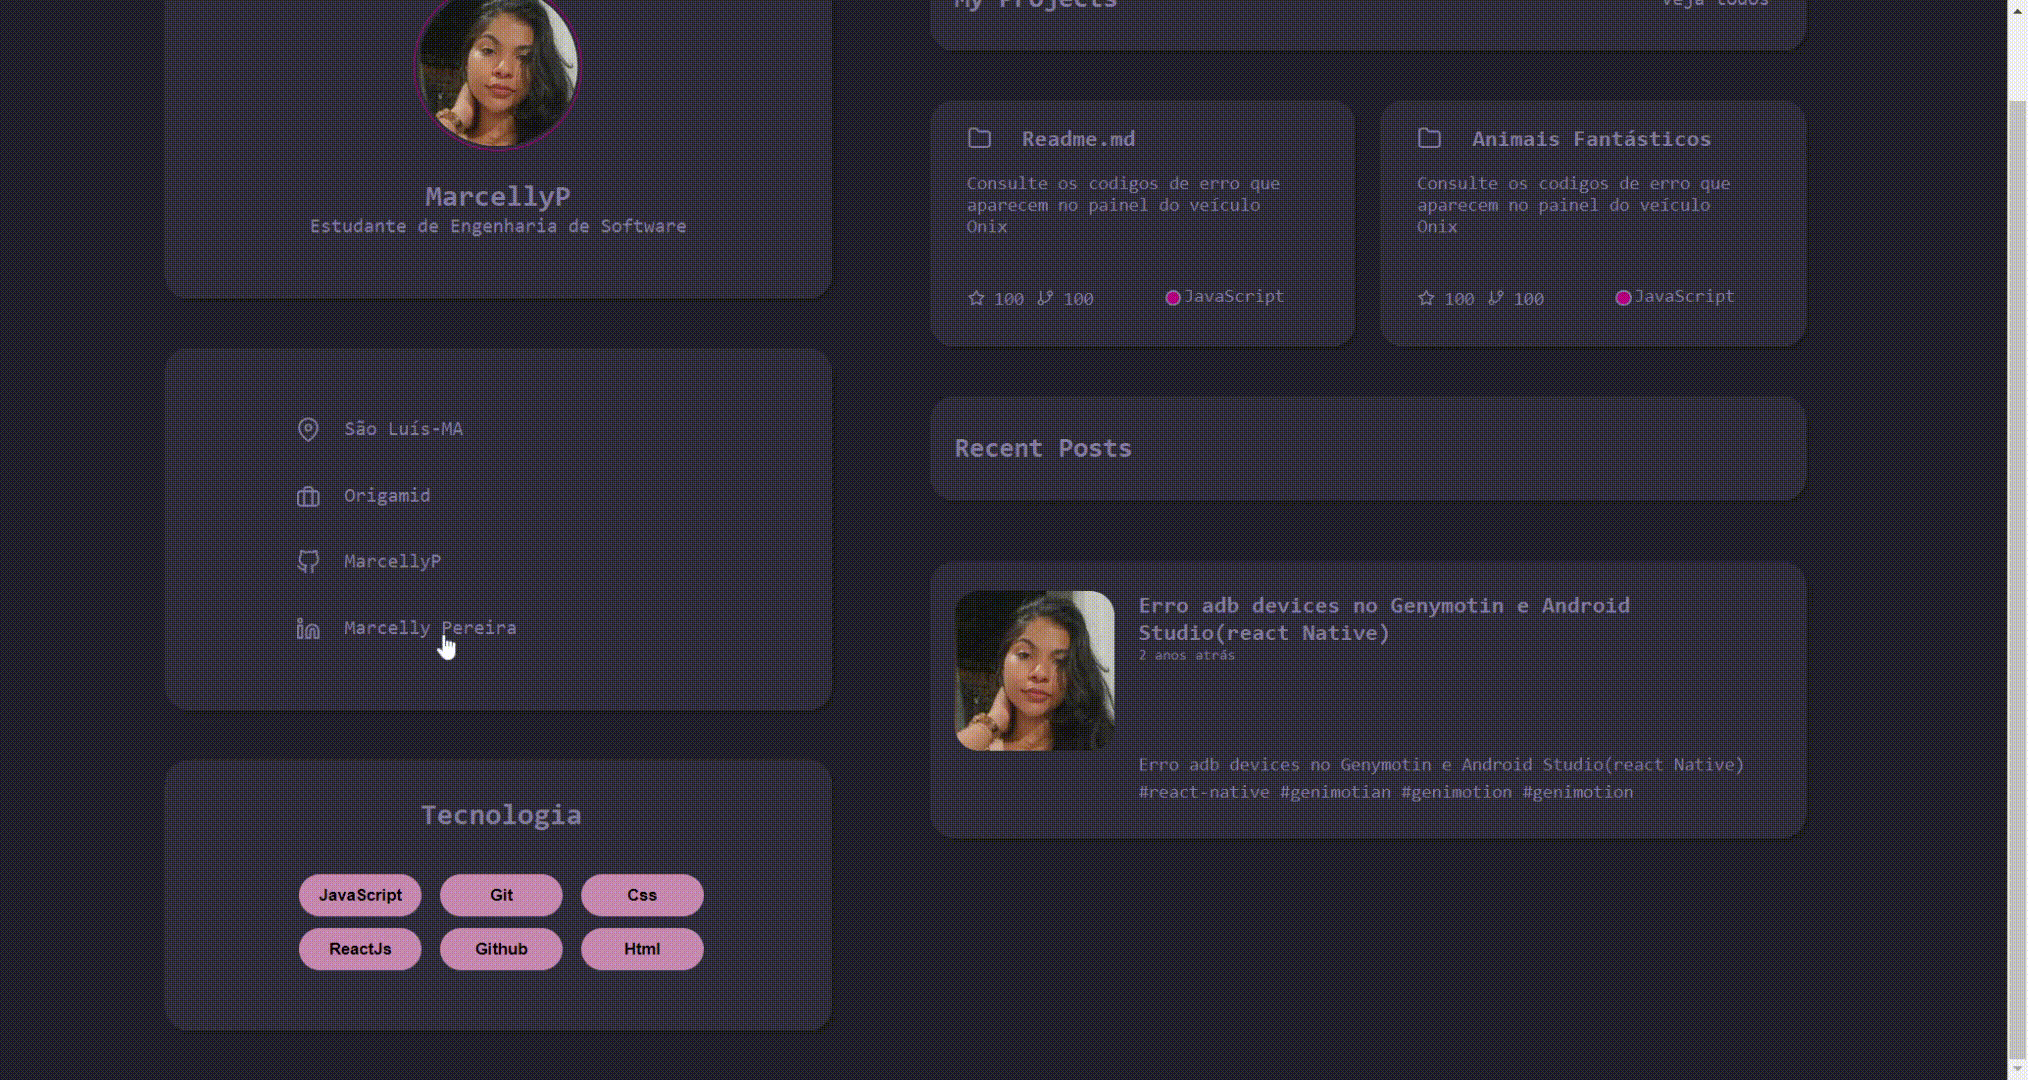 MarcellyP
Estudante de Engenharia de Software
São Luís-MA
Origamid
MarcellyP
Marcelly Pereira
Tecnologia
JavaScript
Git
Css
ReactJs
Github
Html
My Projects
Veja todos
Readme.md
Consulte os codigos de erro que
aparecem no painel do veículo
Onix
100
100
JavaScript
Animais Fantásticos
Consulte os codigos de erro que
aparecem no painel do veículo
Onix
100
100
JavaScript
Recent Posts
Erro adb devices no Genymotin e Android
Studio(react Native)
2 anos atrás
Erro adb devices no Genymotin e Android Studio(react Native)
#react-native #genimotian #genimotion #genimotion